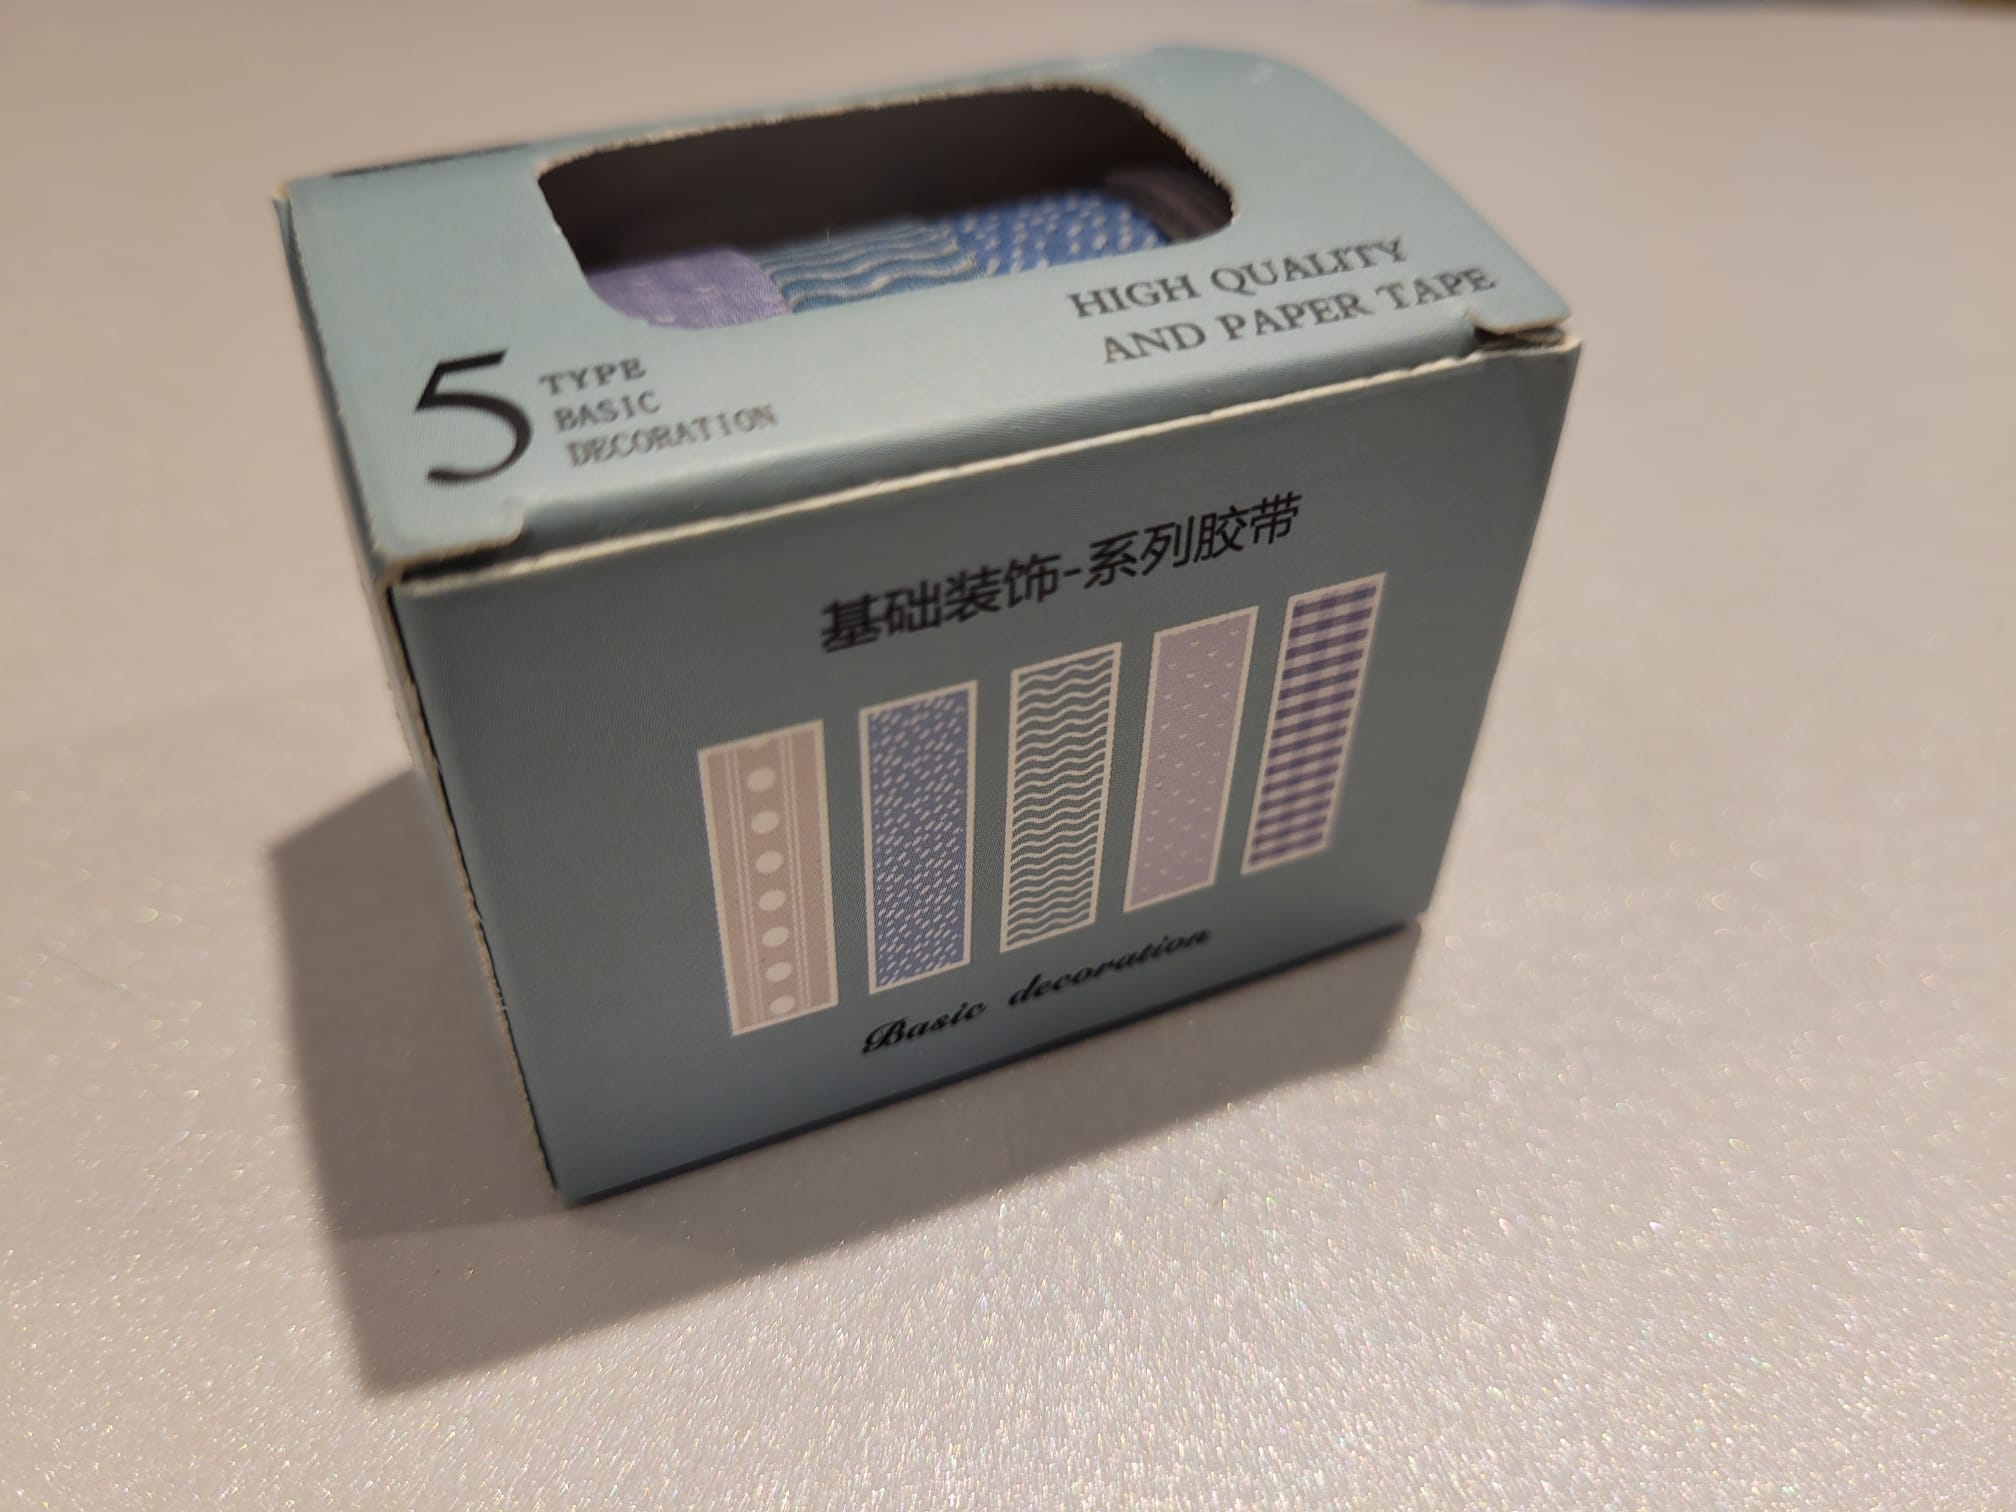 5
TYPE
BASIC
DECORATION
HIGH QUALITY
AND PAPER TAPE
基础装饰-系列胶带
Basic decoration